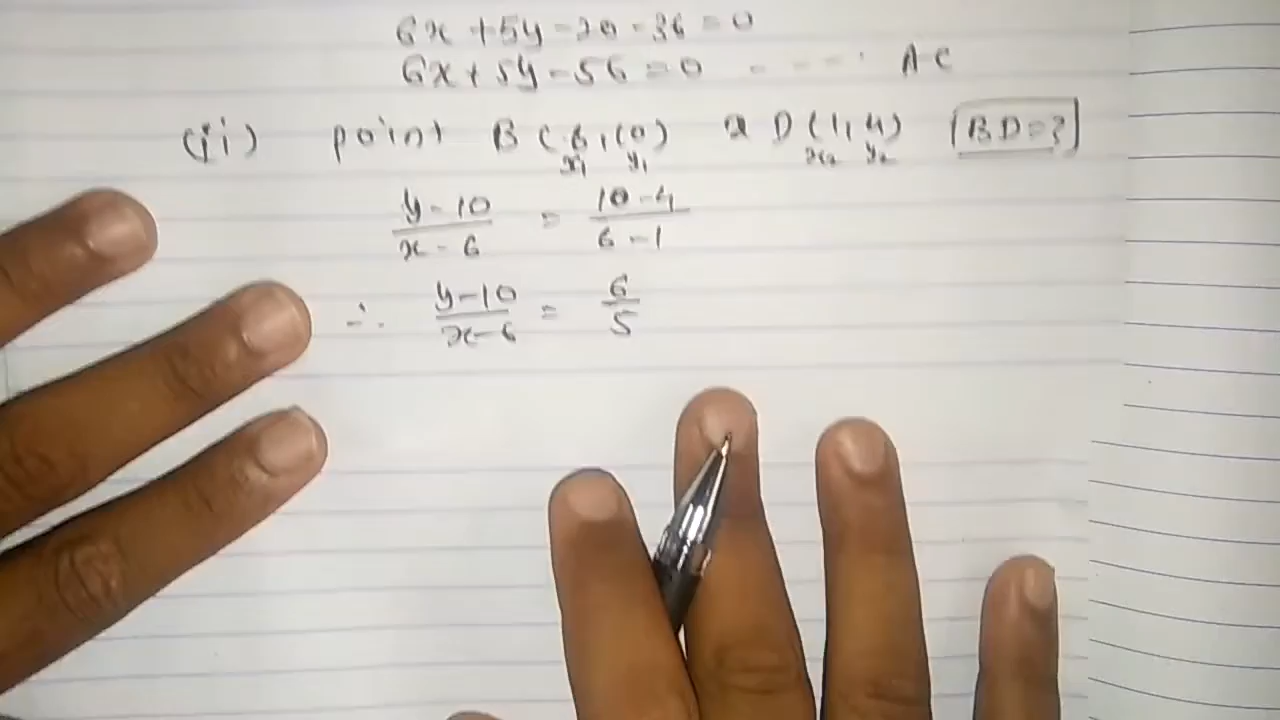 6x + 5y - 20 - 36 = 0
6x + 5y - 56 = 0 - - - - · AC
(ii) point B (6, 10) & D (1, 4) [BD = ?]
x₁ y₁ x₂ y₂
y - 10 / x - 6 = 10 - 4 / 6 - 1
∴ y - 10 / x - 6 = 6 / 5